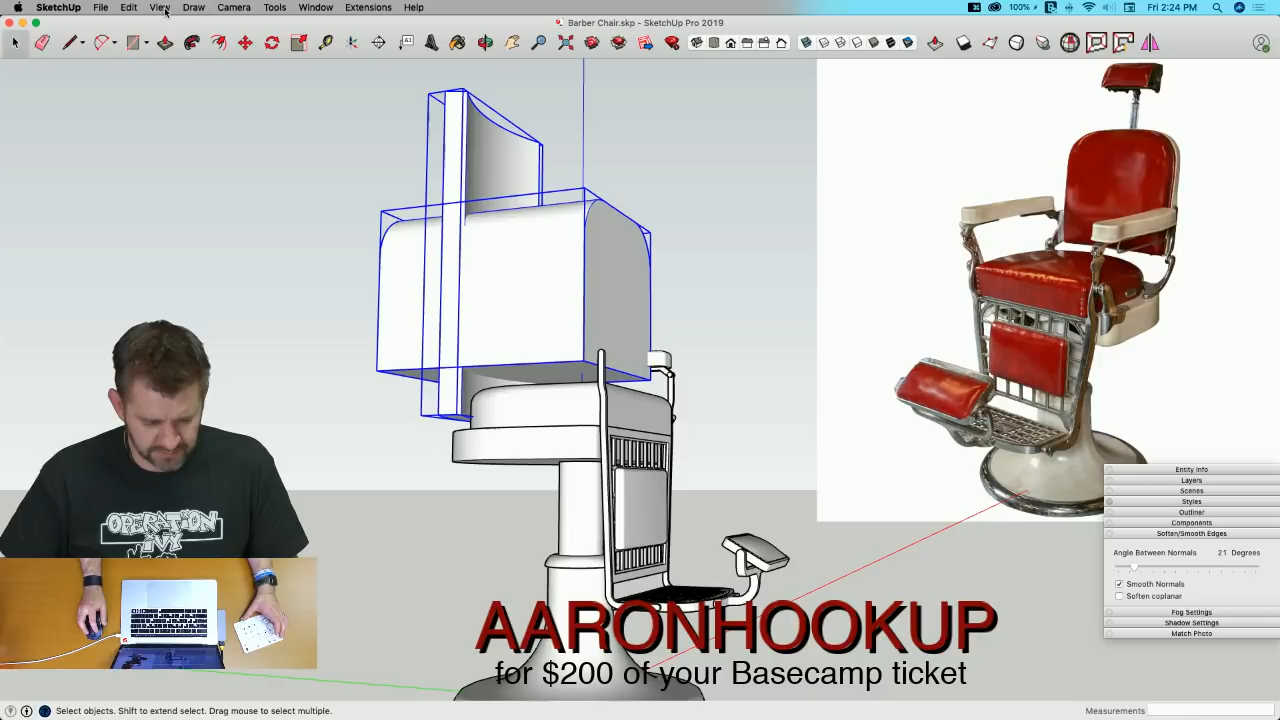 SketchUp File Edit View Draw Camera Tools Window Extensions Help 100% Fri 2:24 PM
Barber Chair.skp - SketchUp Pro 2019
A1
OPERATION
IVY
Entity Info
Layers
Scenes
Styles
Outliner
Components
Soften/Smooth Edges
Angle Between Normals 21 Degrees
Smooth Normals
Soften coplanar
Fog Settings
Shadow Settings
Match Photo
AARONHOOKUP
for $200 of your Basecamp ticket
Select objects. Shift to extend select. Drag mouse to select multiple. Measurements